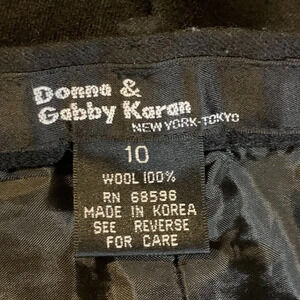 Donna &
Gabby Karan
NEW YORK-TOKYO
10
WOOL 100%
RN 68596
MADE IN KOREA
SEE REVERSE
FOR CARE